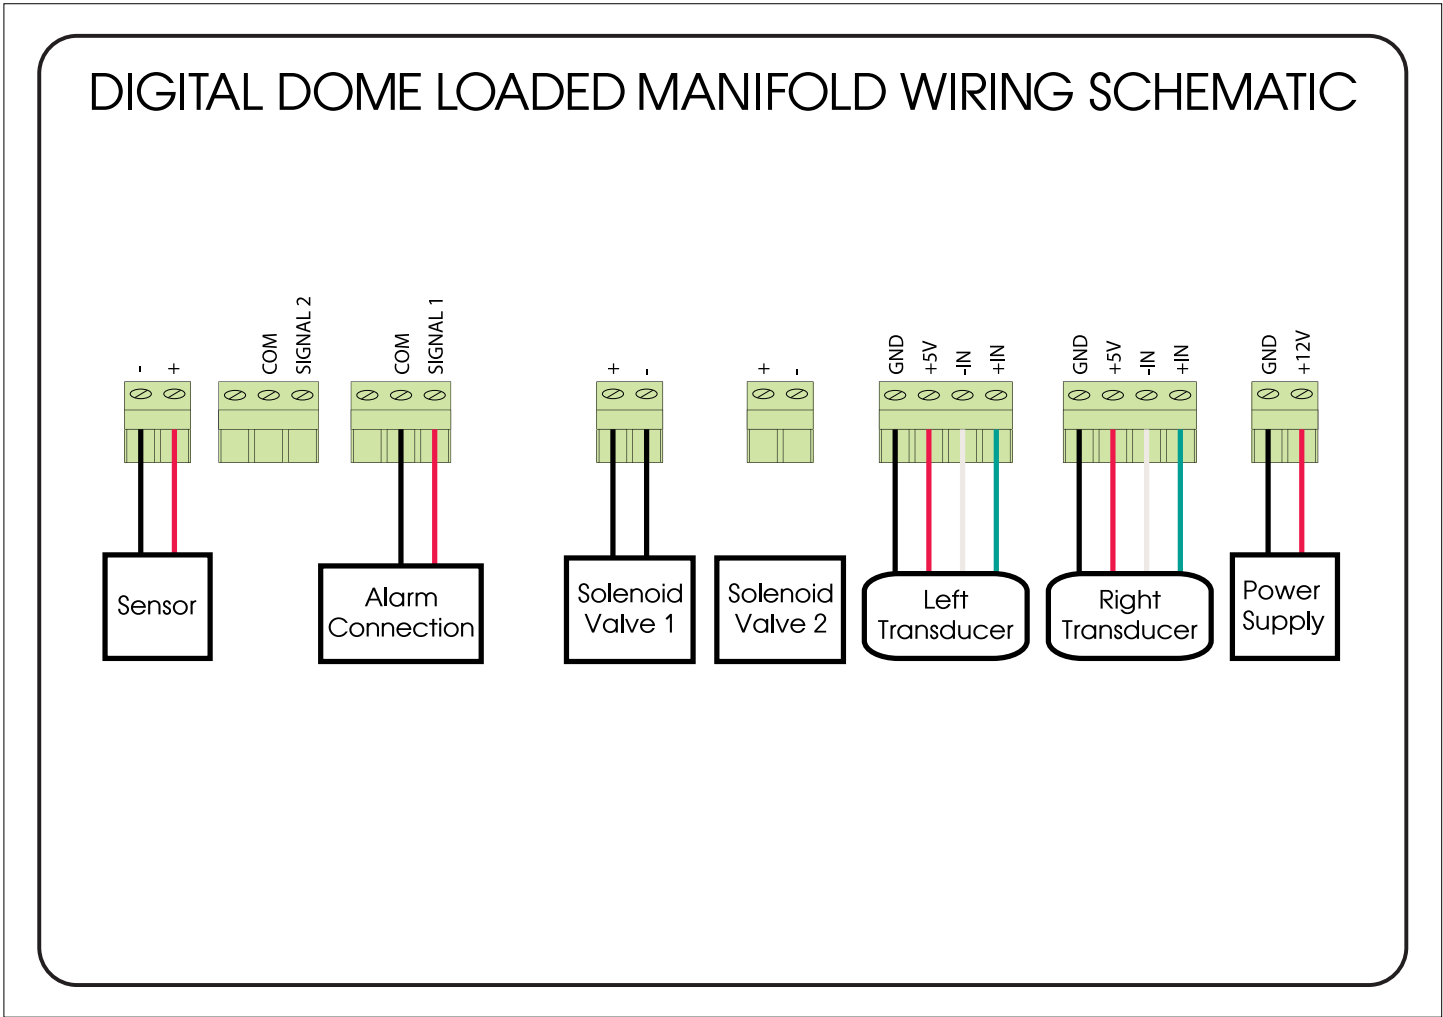 DIGITAL DOME LOADED MANIFOLD WIRING SCHEMATIC
-
+
COM
SIGNAL 2
COM
SIGNAL 1
+
-
+
-
GND
+5V
-IN
+IN
GND
+5V
-IN
+IN
GND
+12V
Sensor
Alarm
Connection
Solenoid
Valve 1
Solenoid
Valve 2
Left
Transducer
Right
Transducer
Power
Supply